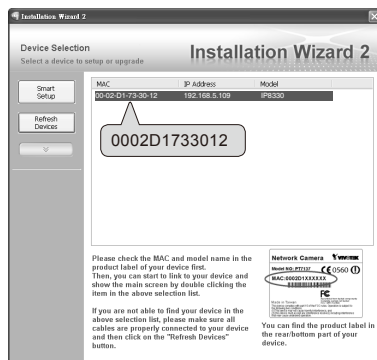 Installation Wizard 2
Device Selection
Select a device to setup or upgrade
Installation Wizard 2
Smart
Setup
Refresh
Devices
MAC IP Address Model
00-02-D1-73-30-12 192.168.5.109 IP8330
0002D1733012
Please check the MAC and model name in the
product label of your device first.
Then, you can start to link to your device and
show the main screen by double clicking the
item in the above selection list.
If you are not able to find your device in the
above selection list, please make sure all
cables are properly connected to your device
and then click on the "Refresh Devices"
button.
Network Camera VIVOTEK
Model NO: PT7137 CE 0560
MAC:0002D1XXXXXX
Made in Taiwan
FC
You can find the product label in
the rear/bottom part of your
device.